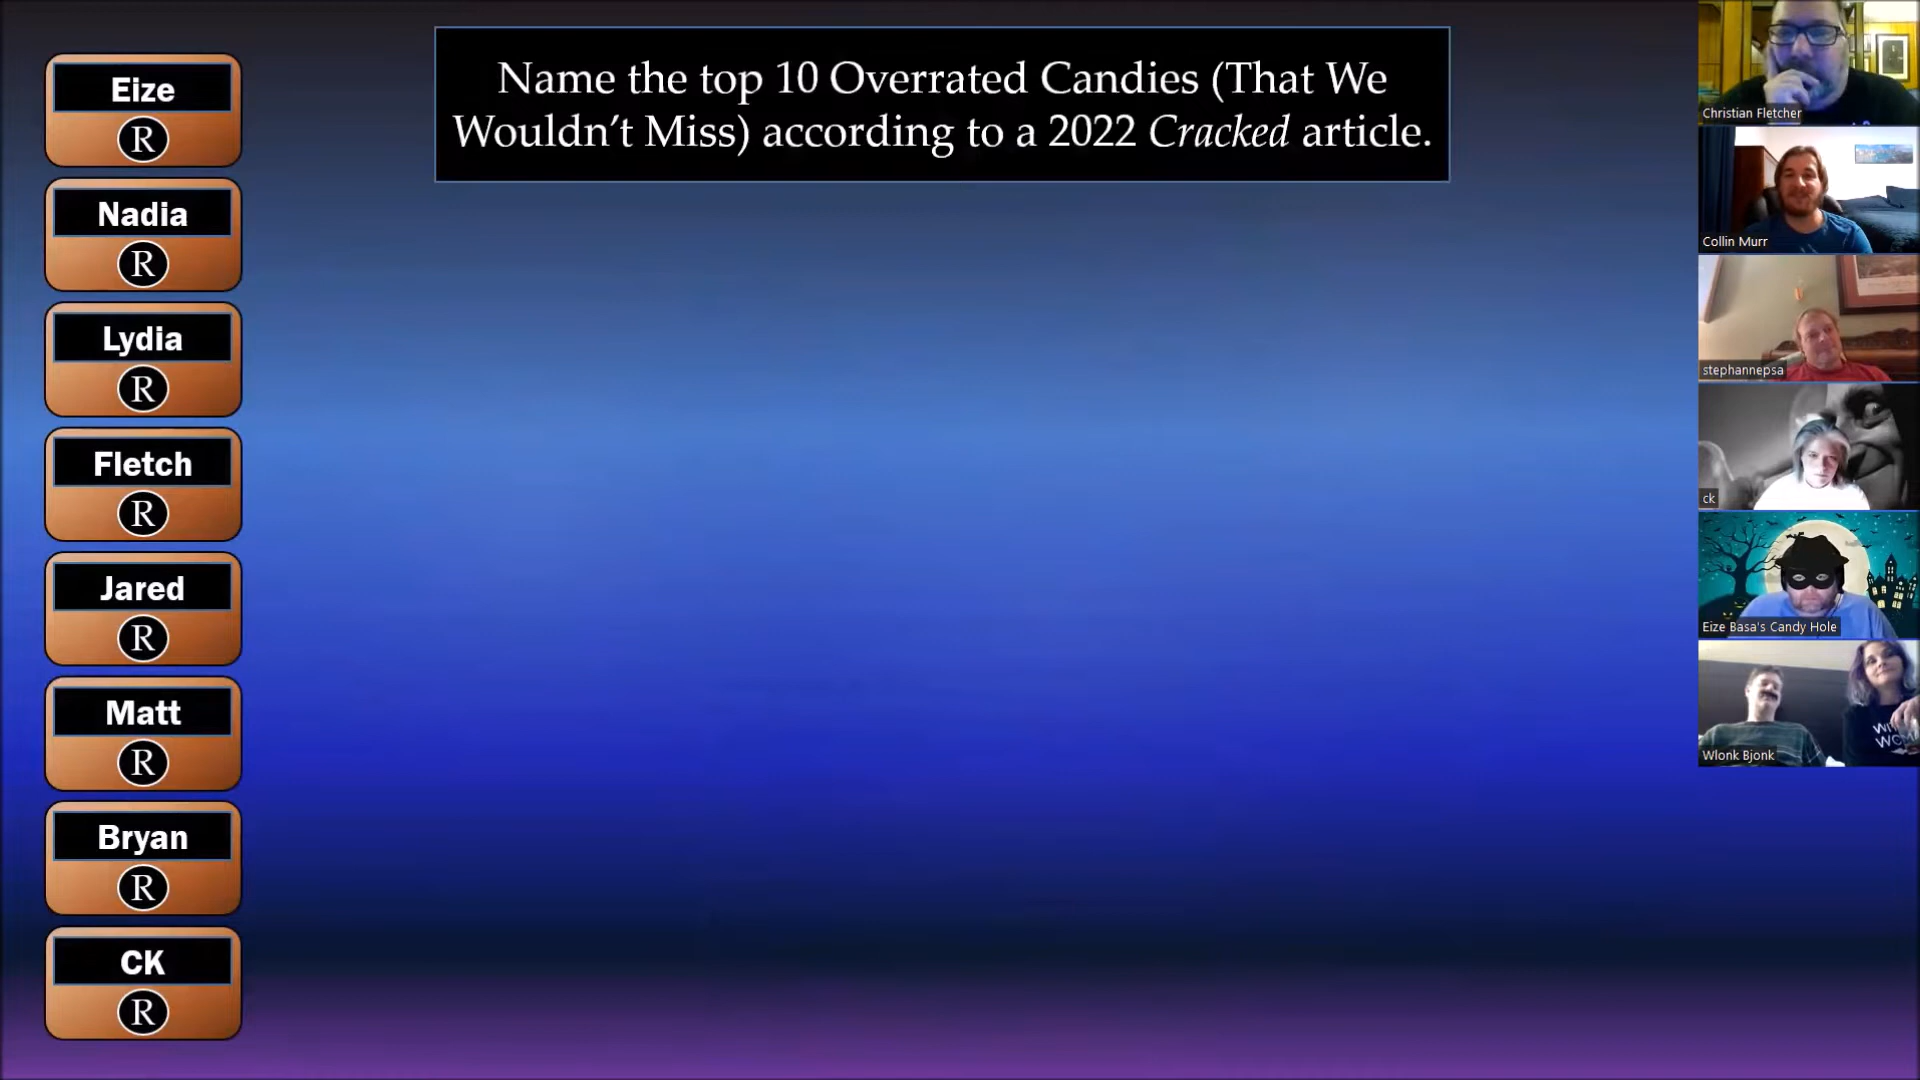 Name the top 10 Overrated Candies (That We
Wouldn't Miss) according to a 2022 Cracked article.
Eize
R
Nadia
R
Lydia
R
Fletch
R
Jared
R
Matt
R
Bryan
R
CK
R
Christian Fletcher
Collin Murr
stephannepsa
ck
Eize Basa's Candy Hole
Wlonk Bjonk